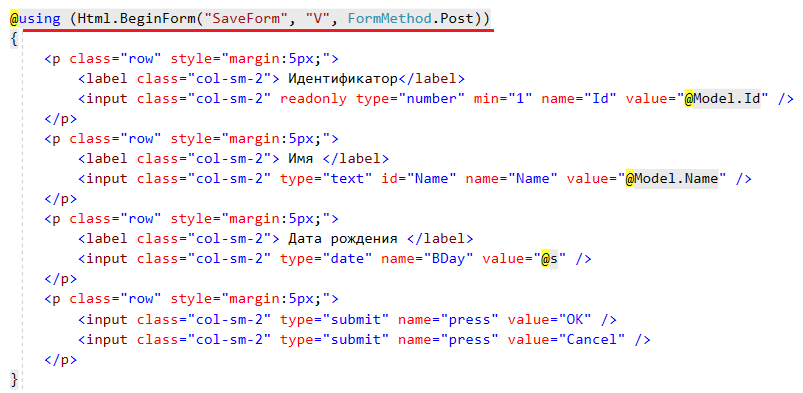 @using (Html.BeginForm("SaveForm", "V", FormMethod.Post))
{
    <p class="row" style="margin:5px;">
        <label class="col-sm-2"> Идентификатор</label>
        <input class="col-sm-2" readonly type="number" min="1" name="Id" value="@Model.Id" />
    </p>
    <p class="row" style="margin:5px;">
        <label class="col-sm-2"> Имя </label>
        <input class="col-sm-2" type="text" id="Name" name="Name" value="@Model.Name" />
    </p>
    <p class="row" style="margin:5px;">
        <label class="col-sm-2"> Дата рождения </label>
        <input class="col-sm-2" type="date" name="BDay" value="@s" />
    </p>
    <p class="row" style="margin:5px;">
        <input class="col-sm-2" type="submit" name="press" value="OK" />
        <input class="col-sm-2" type="submit" name="press" value="Cancel" />
    </p>
}